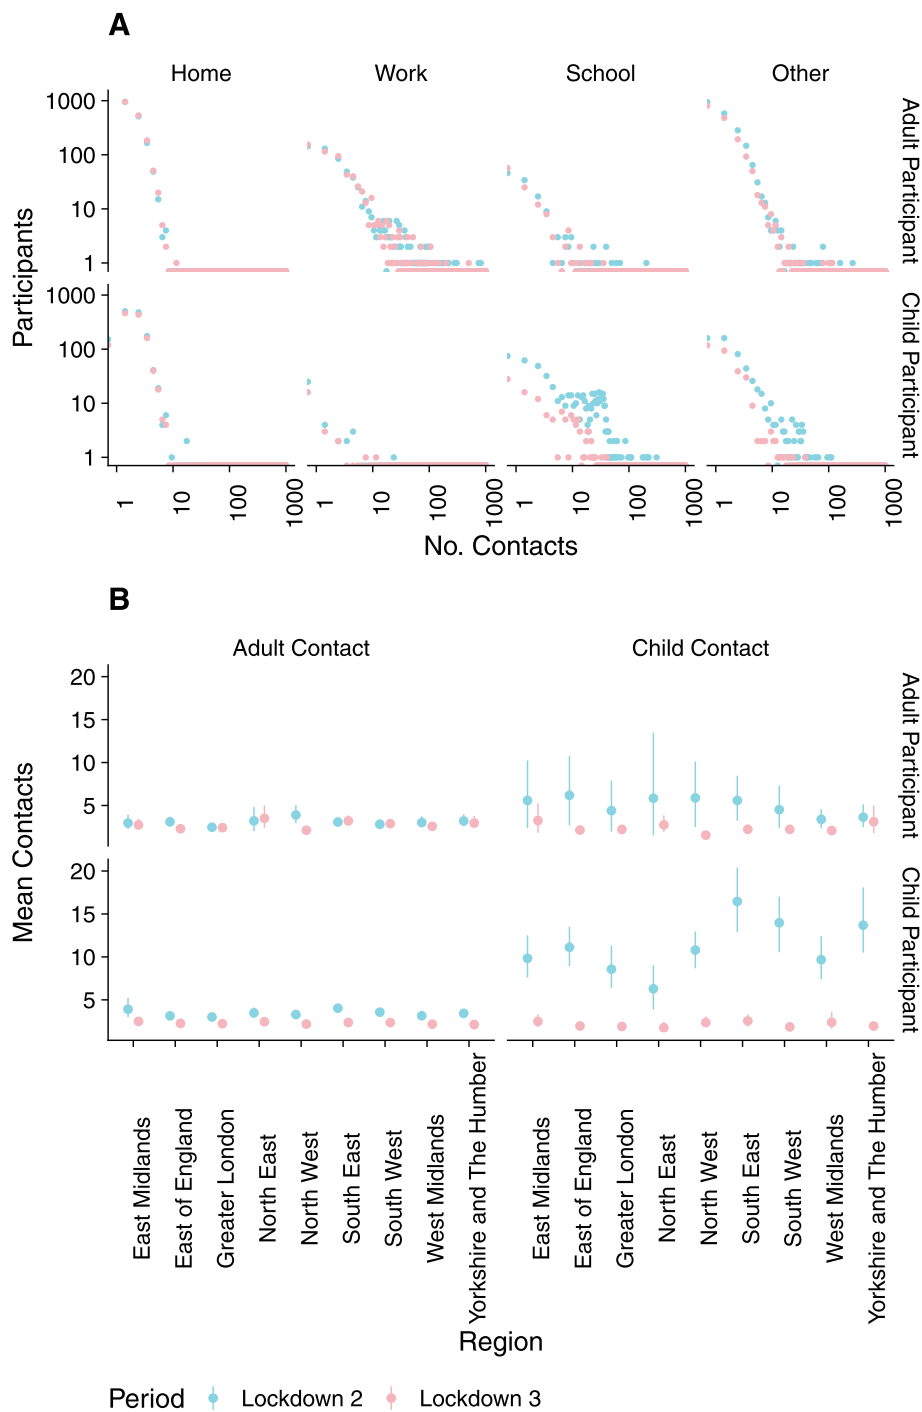 A
Home Work School Other
Participants
1000
100
10
1
Adult Participant
1000
100
10
1
Child Participant
1 10 100 1000 1 10 100 1000 1 10 100 1000 1 10 100 1000
No. Contacts
B
Adult Contact Child Contact
Mean Contacts
20
15
10
5
Adult Participant
20
15
10
5
Child Participant
East Midlands
East of England
Greater London
North East
North West
South East
South West
West Midlands
Yorkshire and The Humber
East Midlands
East of England
Greater London
North East
North West
South East
South West
West Midlands
Yorkshire and The Humber
Region
Period Lockdown 2 Lockdown 3